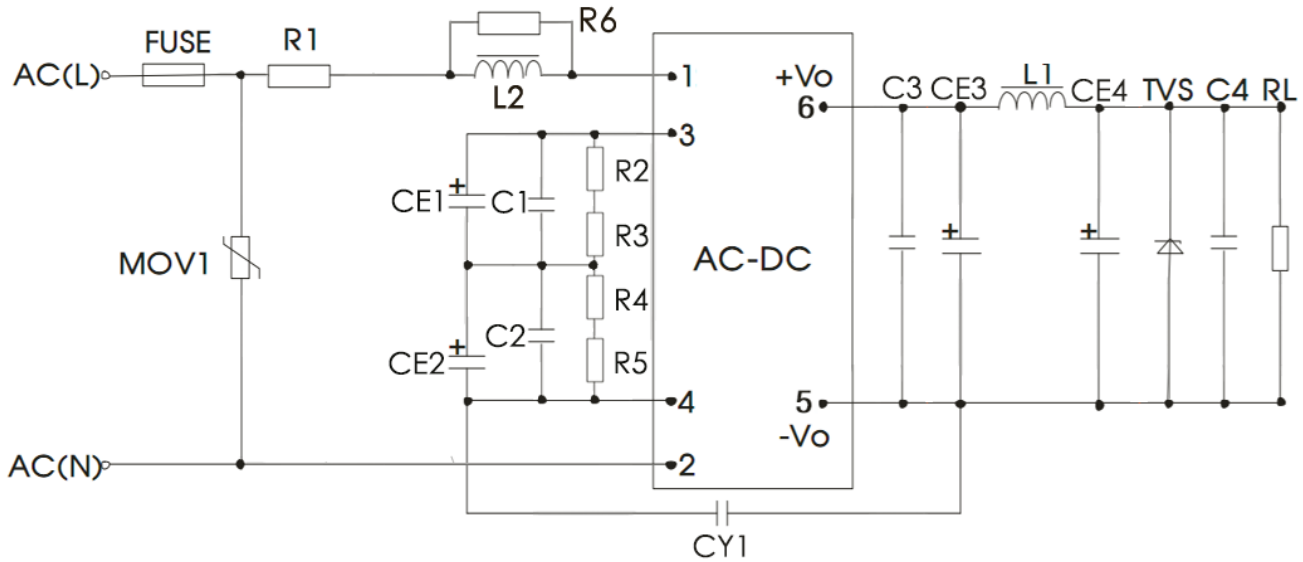 R6
FUSE
R1
AC(L)
L2
1
+Vo
6
C3
CE3
L1
CE4
TVS
C4
RL
3
R2
CE1
+
C1
R3
MOV1
AC-DC
+
+
R4
C2
+
CE2
R5
4
5
-Vo
AC(N)
2
CY1